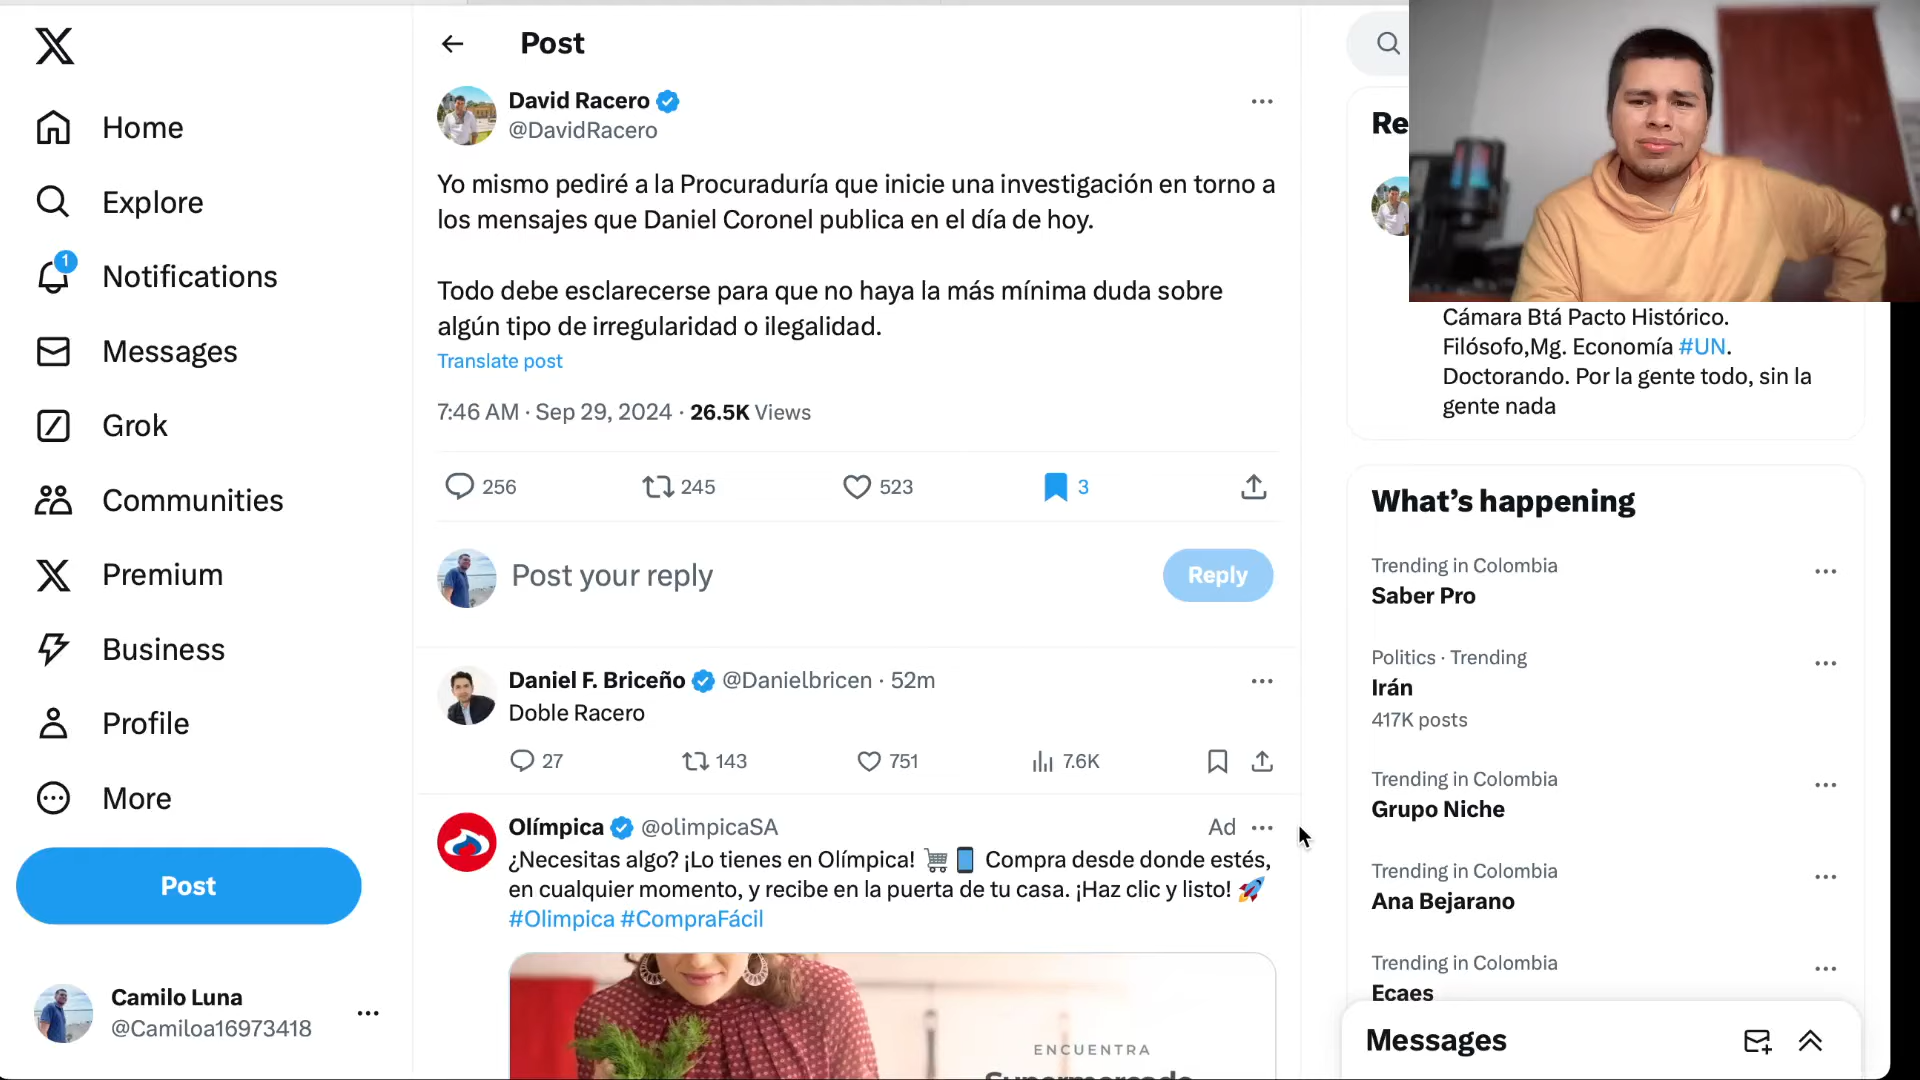 Home
Explore
1
Notifications
Messages
Grok
Communities
Premium
Business
Profile
More
Post
Camilo Luna
@Camiloa16973418
Post
David Racero
@DavidRacero
Yo mismo pediré a la Procuraduría que inicie una investigación en torno a
los mensajes que Daniel Coronel publica en el día de hoy.
Todo debe esclarecerse para que no haya la más mínima duda sobre
algún tipo de irregularidad o ilegalidad.
Translate post
7:46 AM · Sep 29, 2024 · 26.5K Views
256 245 523 3
Post your reply
Reply
Daniel F. Briceño @Danielbricen · 52m
Doble Racero
27 143 751 7.6K
Olímpica @olimpicaSA Ad
¿Necesitas algo? ¡Lo tienes en Olímpica! 🛒📱 Compra desde donde estés,
en cualquier momento, y recibe en la puerta de tu casa. ¡Haz clic y listo! 🚀
#Olimpica #CompraFácil
ENCUENTRA
Supermercado
Re
Cámara Btá Pacto Histórico.
Filósofo,Mg. Economía #UN.
Doctorando. Por la gente todo, sin la
gente nada
What's happening
Trending in Colombia
Saber Pro
Politics · Trending
Irán
417K posts
Trending in Colombia
Grupo Niche
Trending in Colombia
Ana Bejarano
Trending in Colombia
Ecaes
Messages